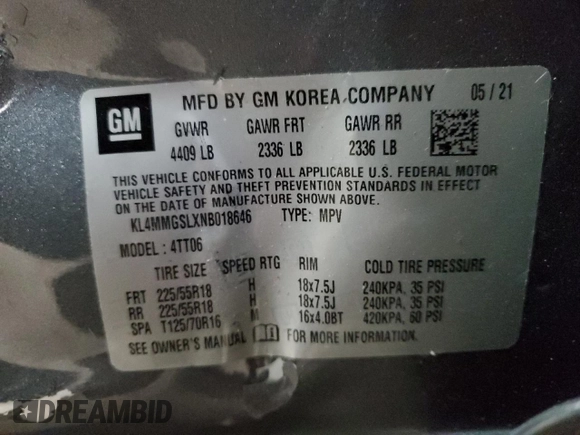 GM
MFD BY GM KOREA COMPANY 05 / 21
GVWR GAWR FRT GAWR RR
4409 LB 2336 LB 2336 LB
THIS VEHICLE CONFORMS TO ALL APPLICABLE U.S. FEDERAL MOTOR
VEHICLE SAFETY AND THEFT PREVENTION STANDARDS IN EFFECT
ON THE DATE OF MANUFACTURE SHOWN ABOVE.
KL4MMGSLXNB018646 TYPE: MPV
MODEL : 4TT06
TIRE SIZE SPEED RTG RIM COLD TIRE PRESSURE
FRT 225/55R18 H 18x7.5J 240KPA, 35 PSI
RR 225/55R18 H 18x7.5J 240KPA, 35 PSI
SPA T125/70R16 M 16x4.0BT 420KPA, 60 PSI
SEE OWNER'S MANUAL FOR MORE INFORMATION.
DREAMBID